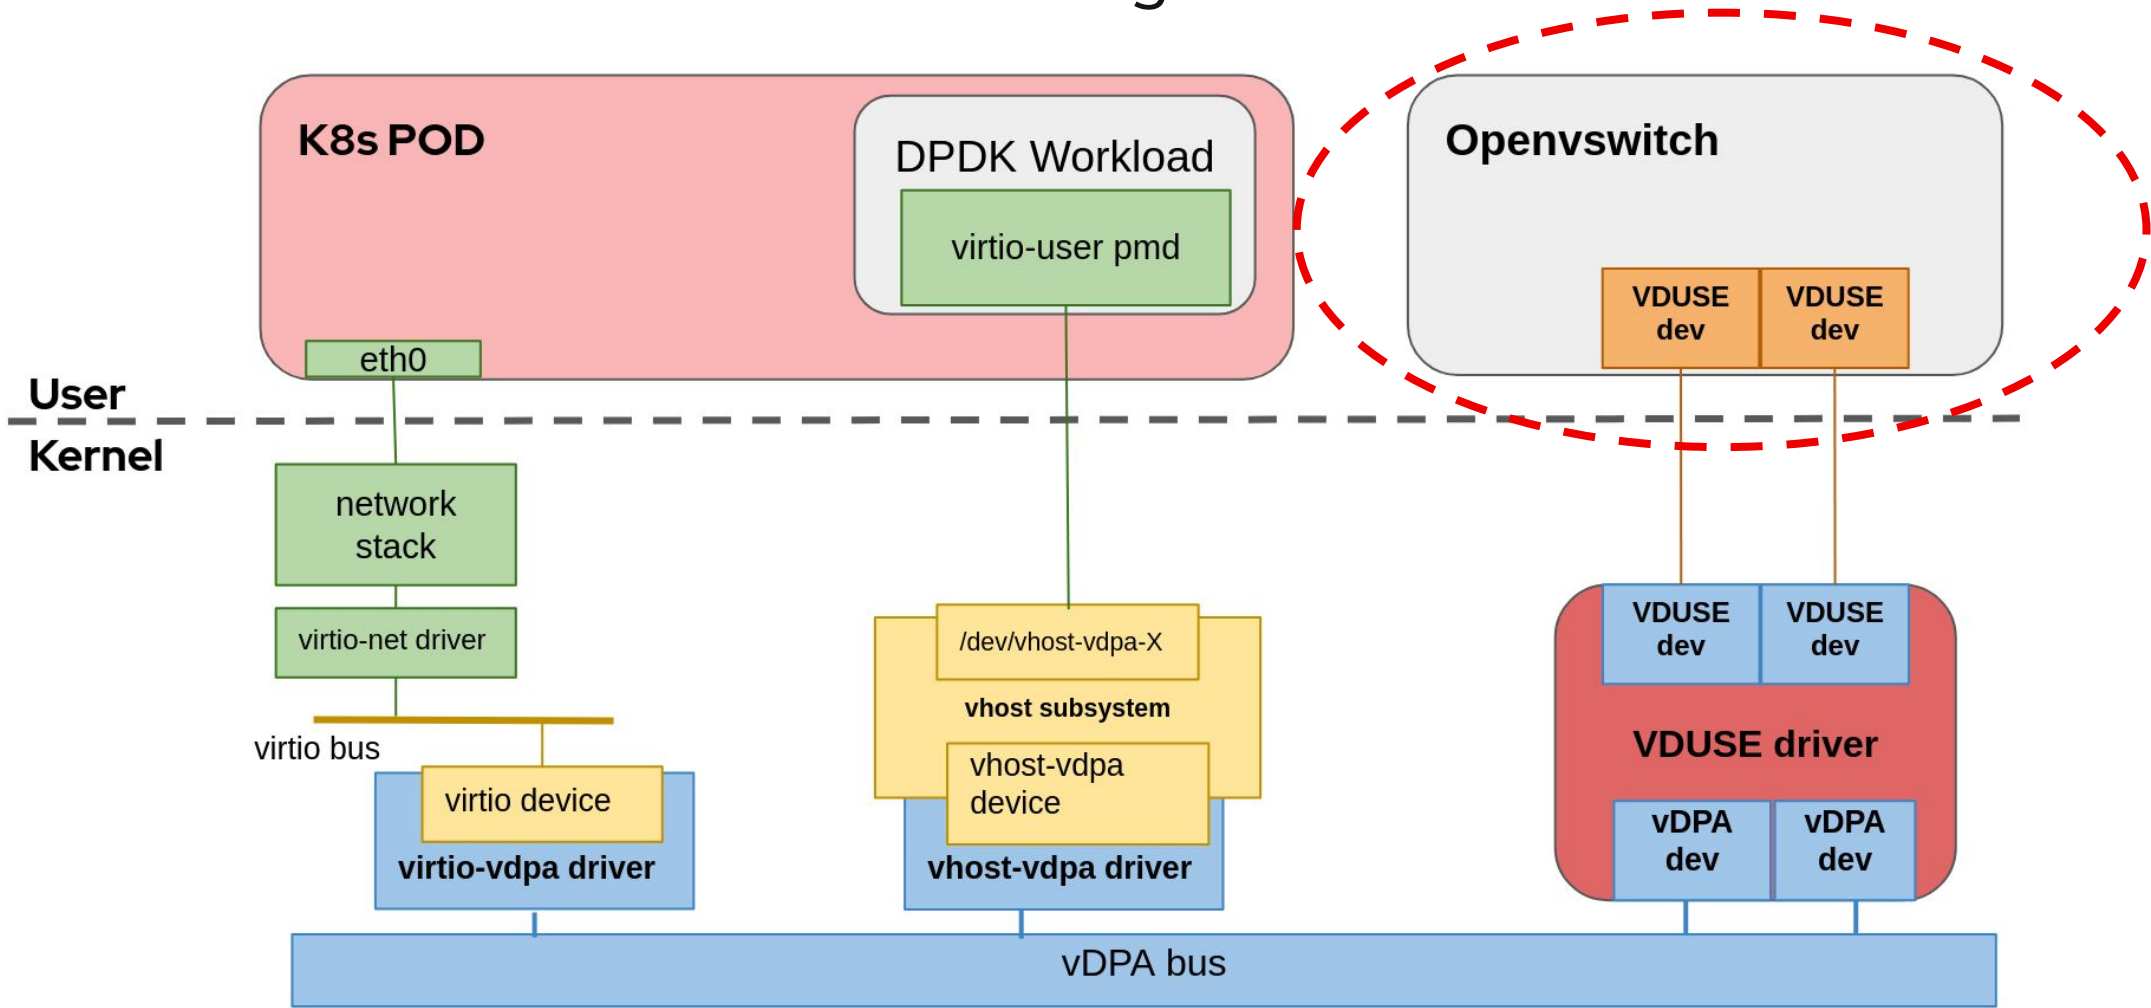 K8s POD
DPDK Workload
virtio-user pmd
eth0
Openvswitch
VDUSE
dev
VDUSE
dev
User
Kernel
network
stack
virtio-net driver
virtio bus
virtio device
virtio-vdpa driver
/dev/vhost-vdpa-X
vhost subsystem
vhost-vdpa
device
vhost-vdpa driver
VDUSE
dev
VDUSE
dev
VDUSE driver
vDPA
dev
vDPA
dev
vDPA bus